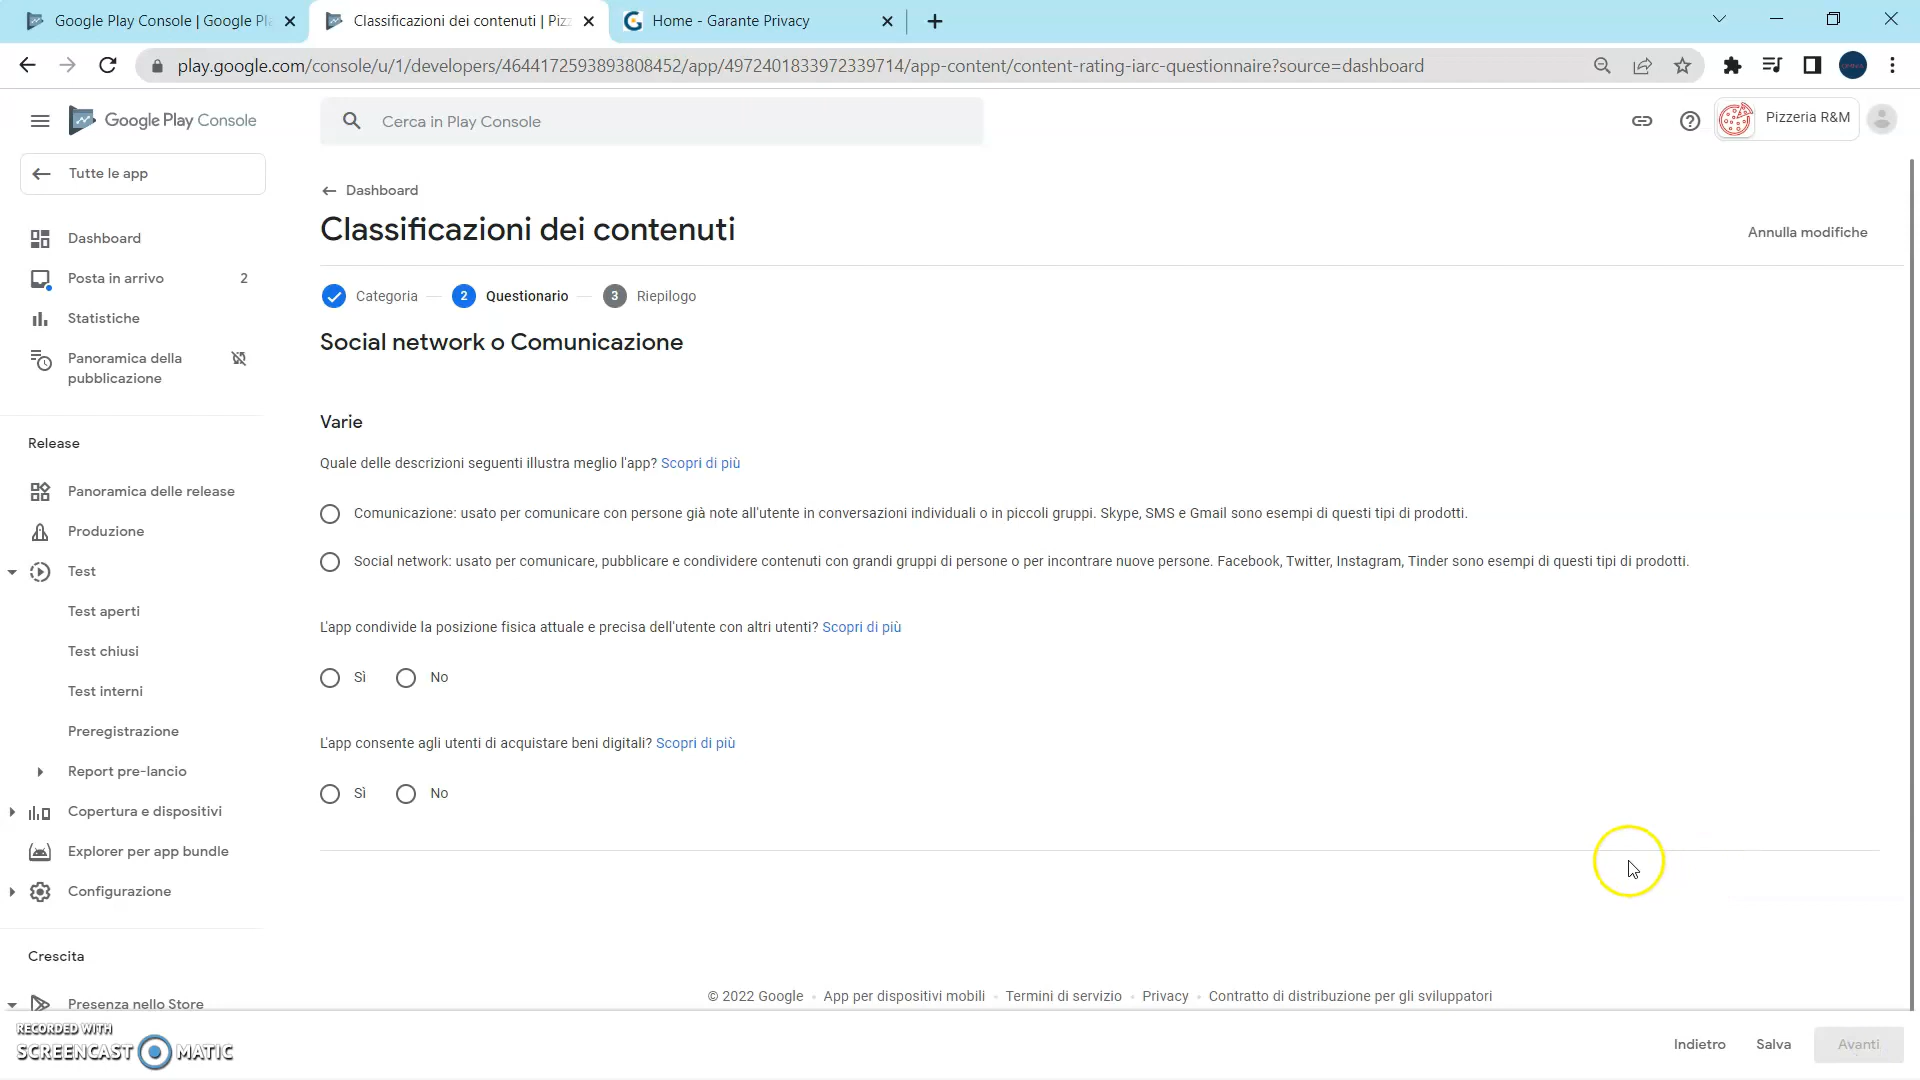 Google Play Console | Google Pla
Classificazioni dei contenuti | Pizz
Home - Garante Privacy
play.google.com/console/u/1/developers/4644172593893808452/app/4972401833972339714/app-content/content-rating-iarc-questionnaire?source=dashboard
Google Play Console
Cerca in Play Console
Pizzeria R&M
Tutte le app
Dashboard
Posta in arrivo 2
Statistiche
Panoramica della
pubblicazione
Release
Panoramica delle release
Produzione
Test
Test aperti
Test chiusi
Test interni
Preregistrazione
Report pre-lancio
Copertura e dispositivi
Explorer per app bundle
Configurazione
Crescita
Presenza nello Store
Dashboard
Classificazioni dei contenuti
Annulla modifiche
Categoria
2 Questionario
3 Riepilogo
Social network o Comunicazione
Varie
Quale delle descrizioni seguenti illustra meglio l'app? Scopri di più
Comunicazione: usato per comunicare con persone già note all'utente in conversazioni individuali o in piccoli gruppi. Skype, SMS e Gmail sono esempi di questi tipi di prodotti.
Social network: usato per comunicare, pubblicare e condividere contenuti con grandi gruppi di persone o per incontrare nuove persone. Facebook, Twitter, Instagram, Tinder sono esempi di questi tipi di prodotti.
L'app condivide la posizione fisica attuale e precisa dell'utente con altri utenti? Scopri di più
Sì No
L'app consente agli utenti di acquistare beni digitali? Scopri di più
Sì No
© 2022 Google · App per dispositivi mobili · Termini di servizio · Privacy · Contratto di distribuzione per gli sviluppatori
Indietro Salva Avanti
RECORDED WITH
SCREENCAST MATIC